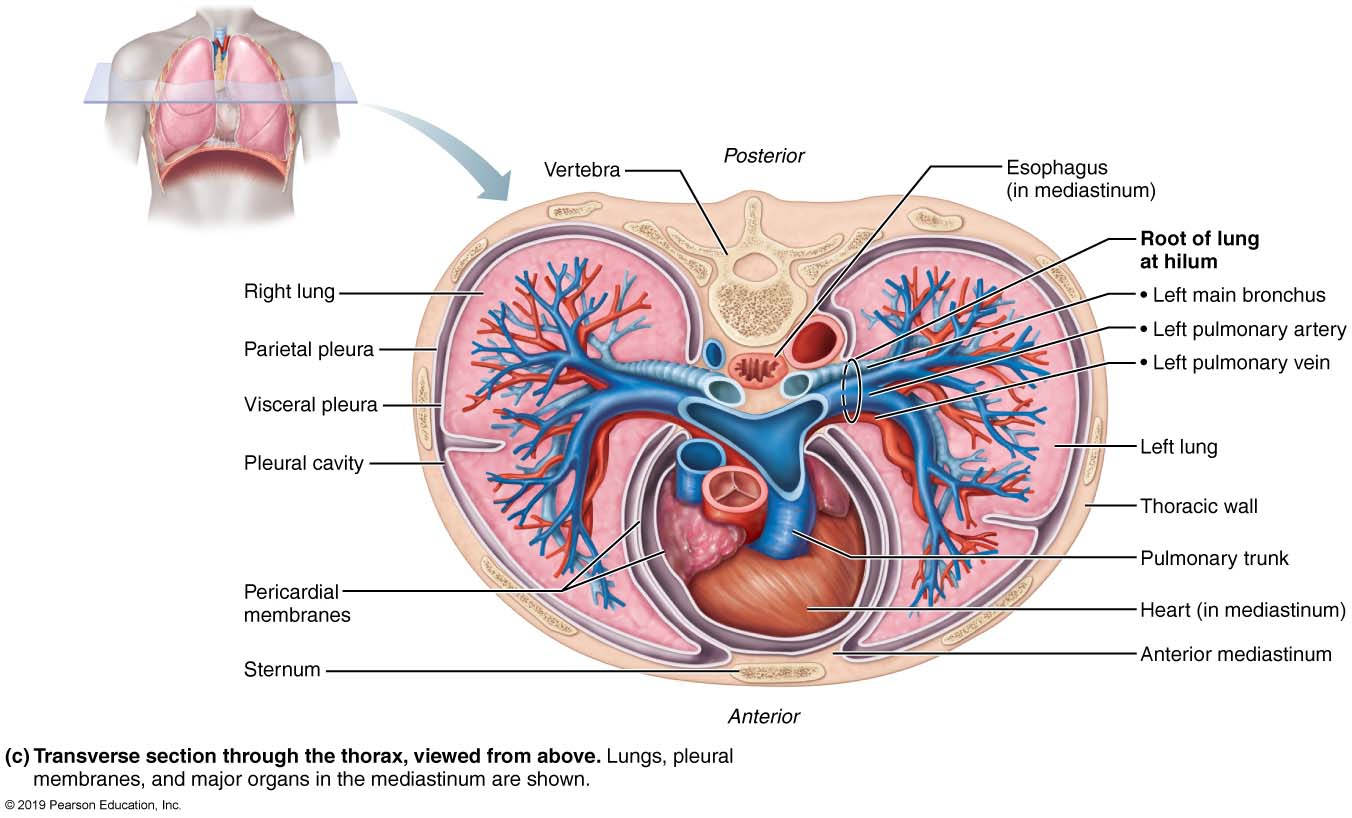 Posterior
Vertebra
Esophagus
(in mediastinum)
Root of lung
at hilum
• Left main bronchus
• Left pulmonary artery
• Left pulmonary vein
Right lung
Parietal pleura
Visceral pleura
Pleural cavity
Left lung
Thoracic wall
Pulmonary trunk
Pericardial
membranes
Heart (in mediastinum)
Anterior mediastinum
Sternum
Anterior
(c) Transverse section through the thorax, viewed from above. Lungs, pleural
membranes, and major organs in the mediastinum are shown.
© 2019 Pearson Education, Inc.